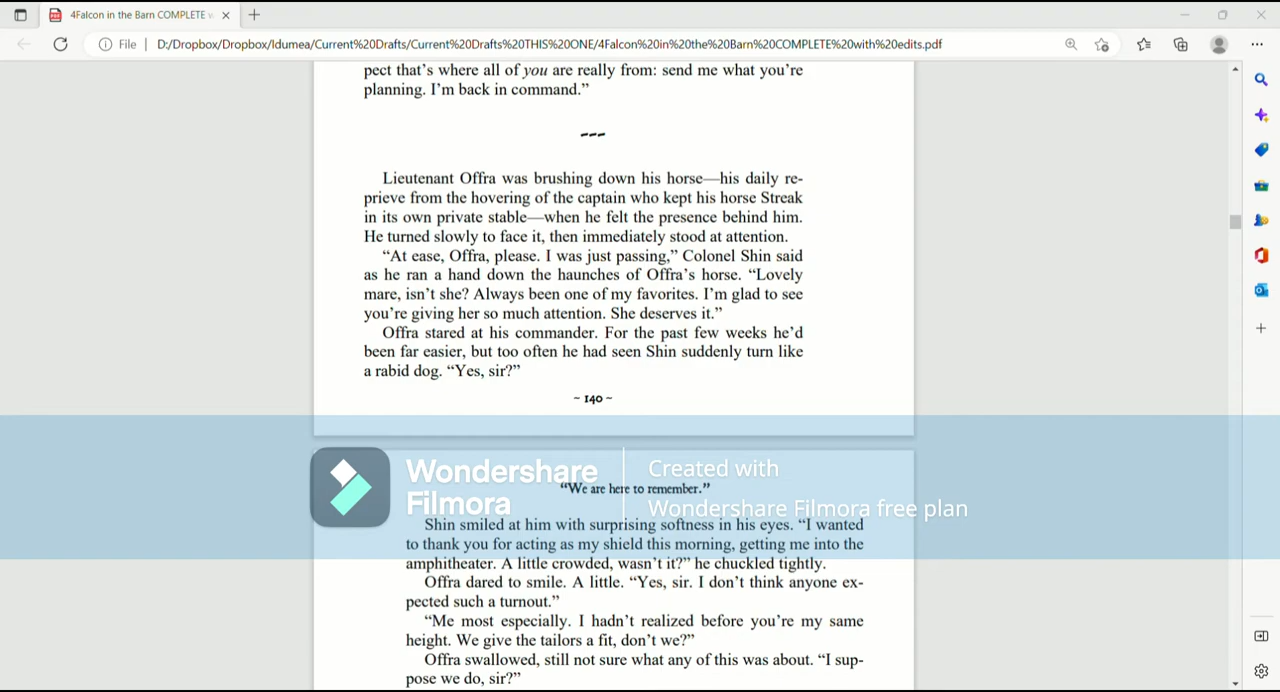 4Falcon in the Barn COMPLETE w
File | D:/Dropbox/Dropbox/Idumea/Current%20Drafts/Current%20Drafts%20THIS%20ONE/4Falcon%20in%20the%20Barn%20COMPLETE%20with%20edits.pdf
pect that's where all of you are really from: send me what you're
planning. I'm back in command.”
~~~
Lieutenant Offra was brushing down his horse—his daily re-
prieve from the hovering of the captain who kept his horse Streak
in its own private stable—when he felt the presence behind him.
He turned slowly to face it, then immediately stood at attention.
“At ease, Offra, please. I was just passing,” Colonel Shin said
as he ran a hand down the haunches of Offra's horse. “Lovely
mare, isn't she? Always been one of my favorites. I'm glad to see
you're giving her so much attention. She deserves it.”
Offra stared at his commander. For the past few weeks he'd
been far easier, but too often he had seen Shin suddenly turn like
a rabid dog. “Yes, sir?”
~ 140 ~
Wondershare
Filmora
Created with
Wondershare Filmora free plan
“We are here to remember.”
Shin smiled at him with surprising softness in his eyes. “I wanted
to thank you for acting as my shield this morning, getting me into the
amphitheater. A little crowded, wasn't it?” he chuckled tightly.
Offra dared to smile. A little. “Yes, sir. I don't think anyone ex-
pected such a turnout.”
“Me most especially. I hadn't realized before you're my same
height. We give the tailors a fit, don't we?”
Offra swallowed, still not sure what any of this was about. “I sup-
pose we do, sir?”